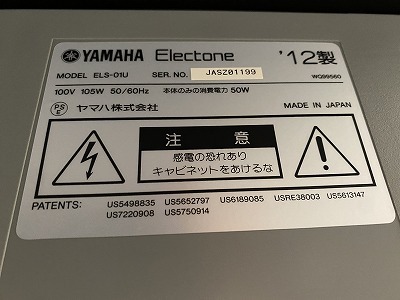 YAMAHA Electone '12製
MODEL ELS-01U SER. NO. JASZ01199 WQ99560
100V 105W 50/60Hz 本体のみの消費電力 50W
PS E ヤマハ株式会社 MADE IN JAPAN
注 意
感電の恐れあり
キャビネットをあけるな
PATENTS: US5498835 US5652797 US6189085 USRE38003 US5613147
US7220908 US5750914